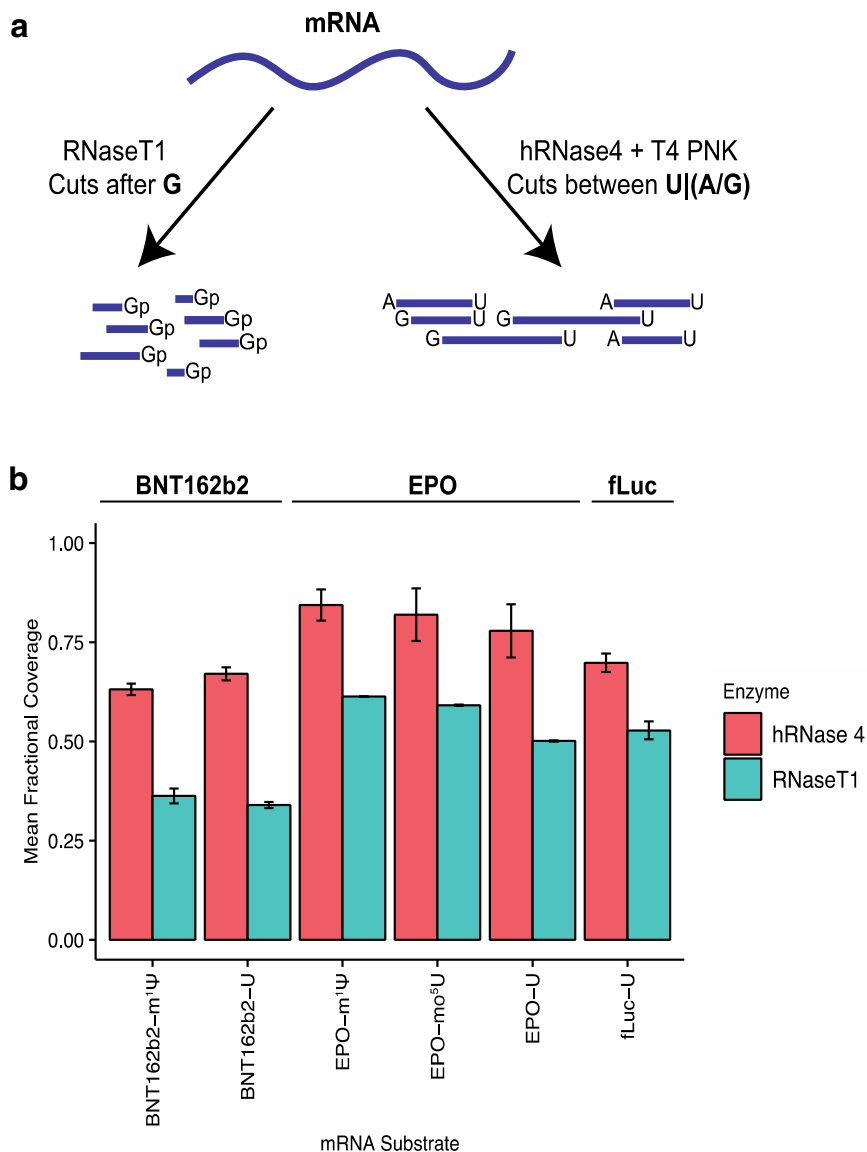 a
mRNA
RNaseT1
Cuts after G
hRNase4 + T4 PNK
Cuts between U|(A/G)
Gp
Gp
Gp
Gp
Gp
Gp
Gp
A U A U
G U G U
G U A U
b
BNT162b2 EPO fLuc
Mean Fractional Coverage
1.00
0.75
0.50
0.25
0.00
BNT162b2−m¹Ψ
BNT162b2−U
EPO−m¹Ψ
EPO−mo⁵U
EPO−U
fLuc−U
mRNA Substrate
Enzyme
hRNase 4
RNaseT1